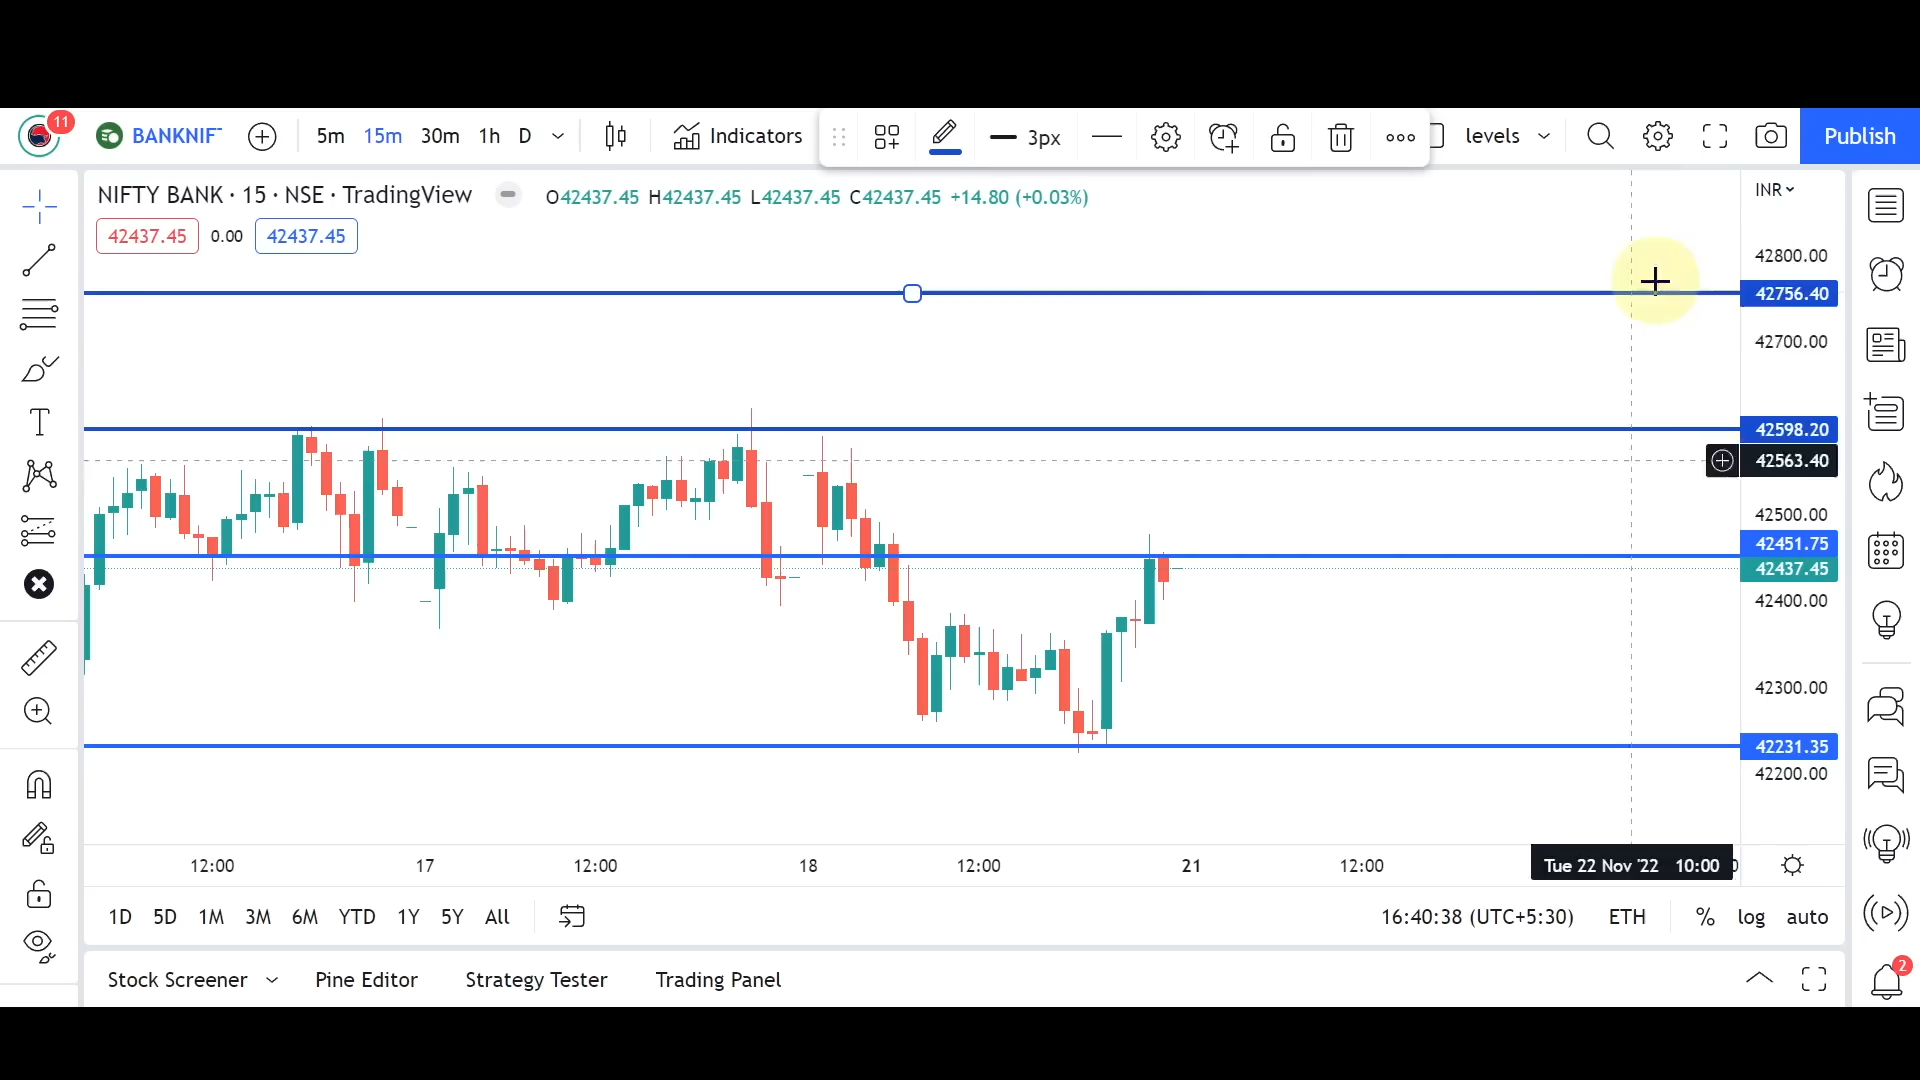 11
BANKNIF
5m 15m 30m 1h D
Indicators
3px
levels
Publish
NIFTY BANK · 15 · NSE · TradingView
O42437.45 H42437.45 L42437.45 C42437.45 +14.80 (+0.03%)
INR
42437.45 0.00 42437.45
42800.00
42756.40
42700.00
42598.20
42563.40
42500.00
42451.75
42437.45
42400.00
42300.00
42231.35
42200.00
12:00 17 12:00 18 12:00 21 12:00 Tue 22 Nov '22 10:00
1D 5D 1M 3M 6M YTD 1Y 5Y All
16:40:38 (UTC+5:30) ETH % log auto
Stock Screener Pine Editor Strategy Tester Trading Panel
2